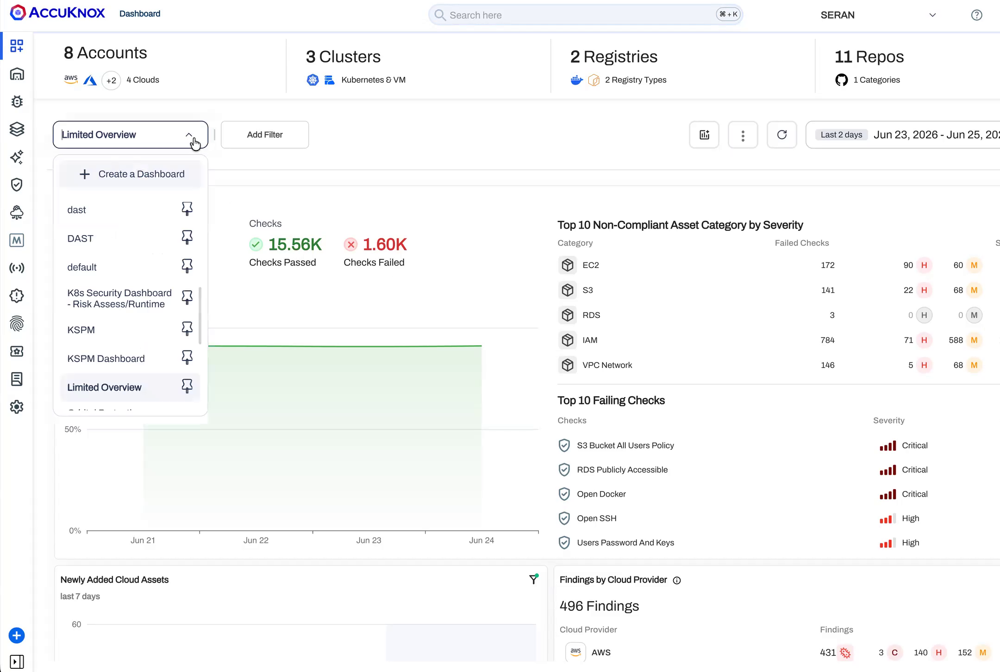 ACCUKNOX
Dashboard
Search here
⌘ + K
SERAN
8 Accounts
aws
+2
4 Clouds
3 Clusters
Kubernetes & VM
2 Registries
2 Registry Types
11 Repos
1 Categories
Limited Overview
Add Filter
Last 2 days
Jun 23, 2026 - Jun 25, 202
Create a Dashboard
dast
DAST
default
K8s Security Dashboard
- Risk Assess/Runtime
KSPM
KSPM Dashboard
Limited Overview
M
Checks
15.56K
Checks Passed
1.60K
Checks Failed
50%
0%
Jun 21
Jun 22
Jun 23
Jun 24
Top 10 Non-Compliant Asset Category by Severity
Category Failed Checks S
EC2 172 90 H 60 M
S3 141 22 H 68 M
RDS 3 0 H 0 M
IAM 784 71 H 588 M
VPC Network 146 5 H 68 M
Top 10 Failing Checks
Checks Severity
S3 Bucket All Users Policy Critical
RDS Publicly Accessible Critical
Open Docker Critical
Open SSH High
Users Password And Keys High
Newly Added Cloud Assets
last 7 days
60
Findings by Cloud Provider
496 Findings
Cloud Provider Findings
aws AWS 431 3 C 140 H 152 M